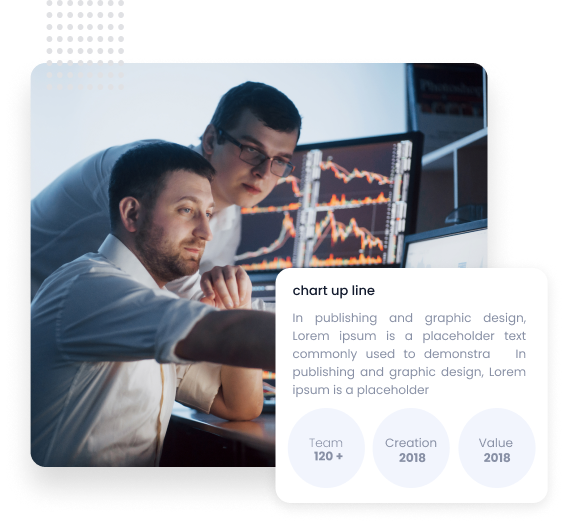 Photoshop
chart up line
In publishing and graphic design,
Lorem ipsum is a placeholder text
commonly used to demonstra In
publishing and graphic design, Lorem
ipsum is a placeholder
Team
120 +
Creation
2018
Value
2018